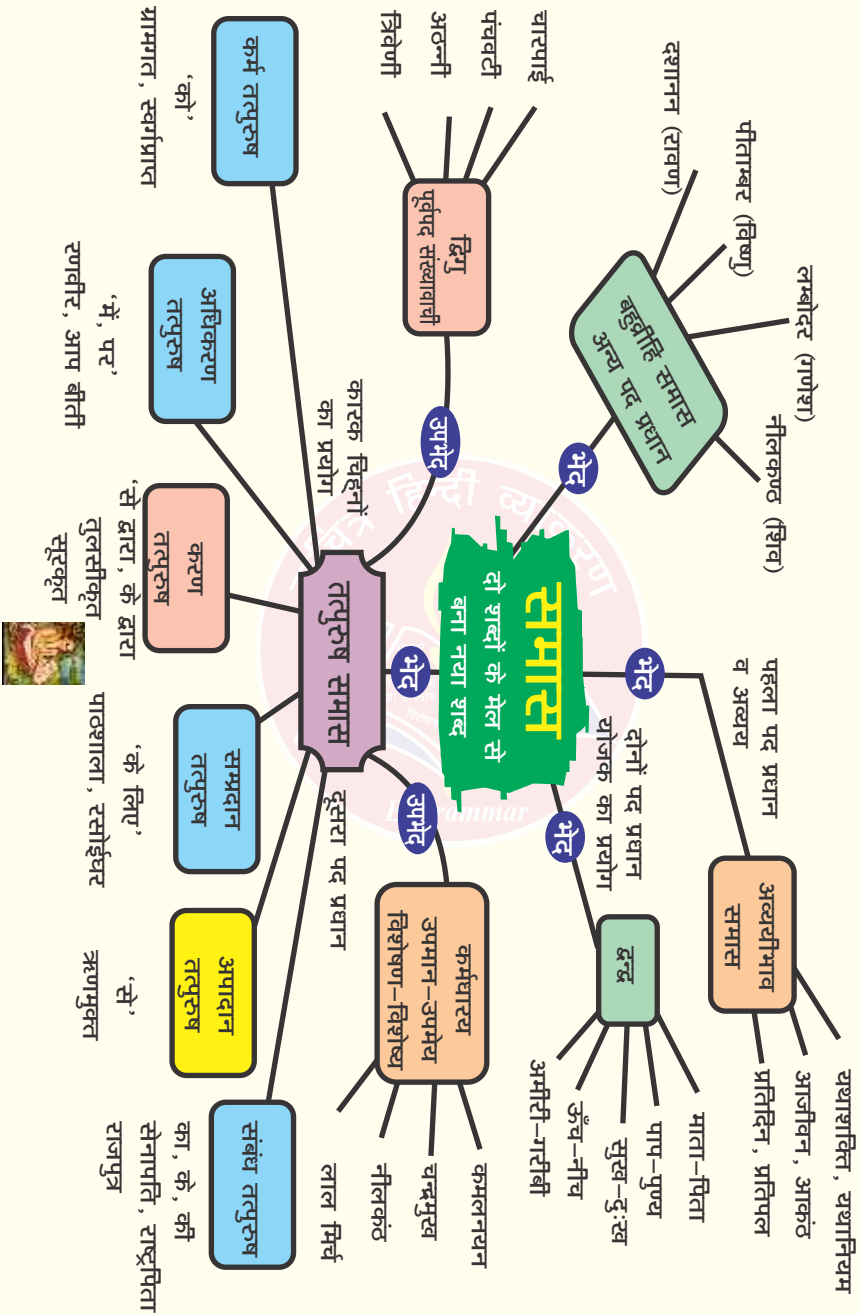 समास
दो शब्दों के मेल से
बना नया शब्द
भेद
बहुव्रीहि समास
अन्य पद प्रधान
दशानन (रावण)
पीताम्बर (विष्णु)
लम्बोदर (गणेश)
नीलकण्ठ (शिव)
भेद
पहला पद प्रधान
व अव्यय
अव्ययीभाव
समास
यथाशक्ति, यथानियम
आजीवन, आकंठ
प्रतिदिन, प्रतिपल
भेद
दोनों पद प्रधान
योजक का प्रयोग
द्वन्द्व
माता-पिता
पाप-पुण्य
सुख-दुःख
ऊँच-नीच
अमीरी-गरीबी
भेद
तत्पुरुष समास
कारक चिह्नों
का प्रयोग
दूसरा पद प्रधान
उपभेद
द्विगु
पूर्वपद संख्यावाची
चारपाई
पंचवटी
अठन्नी
त्रिवेणी
उपभेद
कर्मधारय
उपमान-उपमेय
विशेषण-विशेष्य
कमलनयन
चन्द्रमुख
नीलकंठ
लाल मिर्च
कर्म तत्पुरुष
‘को’
ग्रामगत, स्वर्गप्राप्त
अधिकरण
तत्पुरुष
‘में, पर’
रणवीर, आप बीती
करण
तत्पुरुष
‘से द्वारा, के द्वारा
तुलसीकृत
सूरकृत
सम्प्रदान
तत्पुरुष
‘के लिए’
पाठशाला, रसोईघर
अपादान
तत्पुरुष
‘से’
ऋणमुक्त
संबंध तत्पुरुष
का, के, की
सेनापति, राष्ट्रपिता
राजपुत्र
हिन्दी व्याकरण